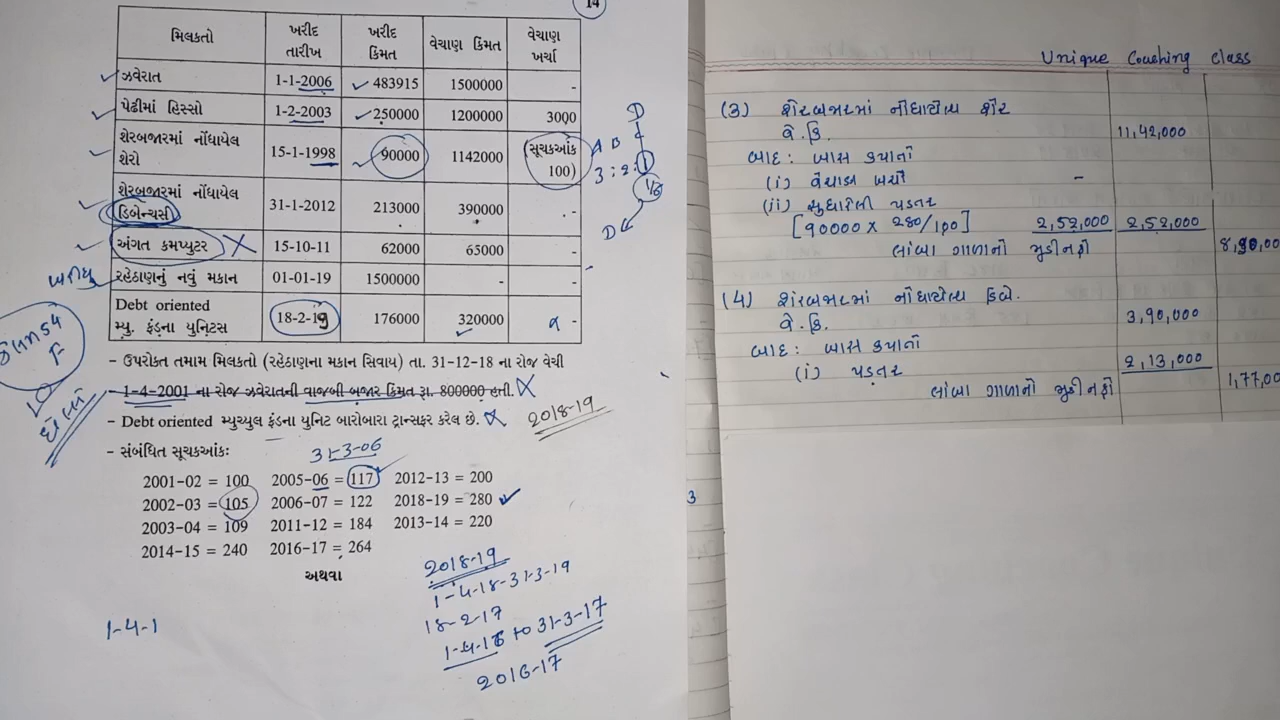 14
મિલકતો ખરીદ તારીખ ખરીદ કિંમત વેચાણ કિંમત વેચાણ ખર્ચા
ઝવેરાત 1-1-2006 483915 1500000 -
પેઢીમાં હિસ્સો 1-2-2003 250000 1200000 3000
શેરબજારમાં નોંધાયેલ શેરો 15-1-1998 90000 1142000 (સૂચકઆંક 100)
શેરબજારમાં નોંધાયેલ ડિબેન્ચર્સ 31-1-2012 213000 390000 -
અંગત કમ્પ્યુટર 15-10-11 62000 65000 -
રહેઠાણનું નવું મકાન 01-01-19 1500000 - -
Debt oriented મ્યુ. ફંડના યુનિટસ 18-2-19 176000 320000 -
D
A B
3 : 2 : 1
1/6
D
કલમ 54 F
- ઉપરોક્ત તમામ મિલકતો (રહેઠાણના મકાન સિવાય) તા. 31-12-18 ના રોજ વેચી
- 1-4-2001 ના રોજ ઝવેરાતની વાજબી બજાર કિંમત રૂા. 800000 હતી.
- Debt oriented મ્યુચ્યુલ ફંડના યુનિટ બારોબારા ટ્રાન્સફર કરેલ છે.
2018-19
- સંબંધિત સૂચકઆંકઃ
31-3-06
2001-02 = 100 2005-06 = 117 2012-13 = 200
2002-03 = 105 2006-07 = 122 2018-19 = 280
2003-04 = 109 2011-12 = 184 2013-14 = 220
2014-15 = 240 2016-17 = 264
અથવા
2018-19
1-4-18-31-3-19
18-2-17
1-4-16 to 31-3-17
2016-17
1-4-1
3
Unique Coaching Class
(3) શેરબજારમાં નોંધાયેલ શેર
વે. કિં. 11,42,000
બાદ : ખાસ કપાતો
(i) વેચાણ ખર્ચા -
(ii) સુધારેલી પડતર
[90000 x 280/100] 2,52,000 2,52,000
લાંબા ગાળાનો મૂડીનફો 8,90,00
(4) શેરબજારમાં નોંધાયેલ ડિબે.
વે. કિં. 3,90,000
બાદ : ખાસ કપાતો
(i) પડતર 2,13,000
લાંબા ગાળાનો મૂડીનફો 1,77,00